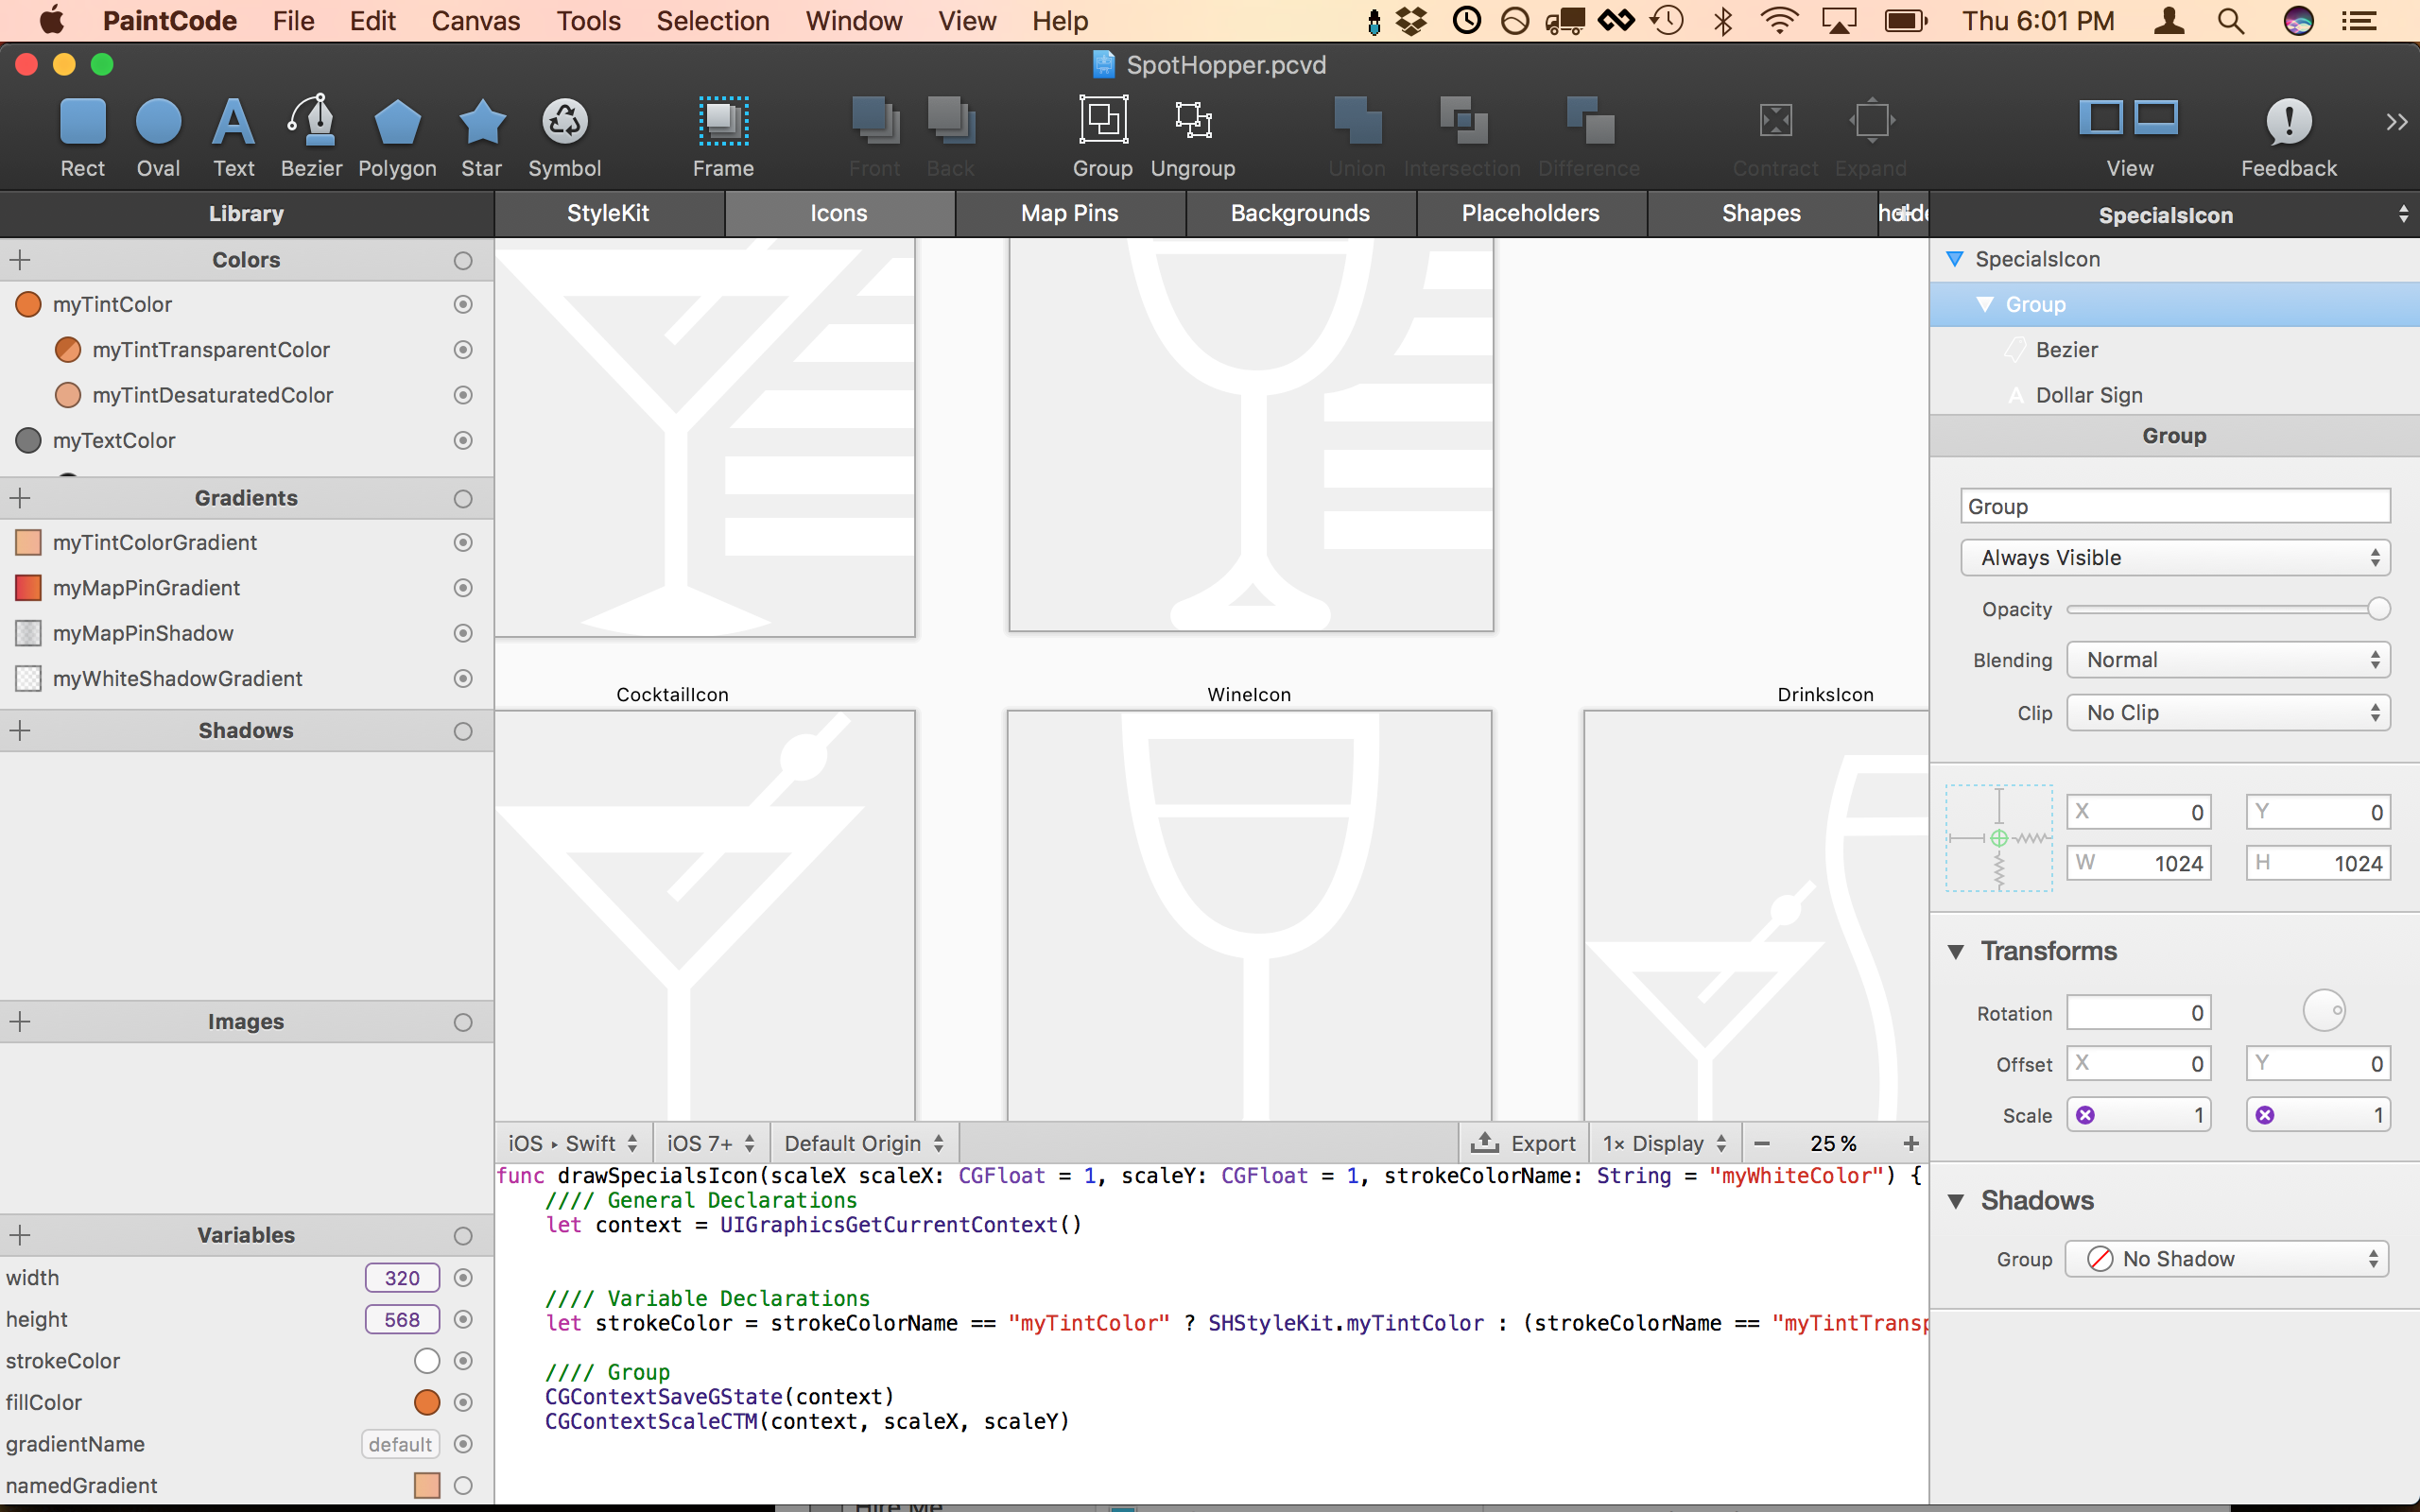 PaintCode File Edit Canvas Tools Selection Window View Help Thu 6:01 PM
SpotHopper.pcvd
Rect Oval Text Bezier Polygon Star Symbol Frame Front Back Group Ungroup Union Intersection Difference Contract Expand View Feedback
Library StyleKit Icons Map Pins Backgrounds Placeholders Shapes SpecialsIcon
Colors
myTintColor
myTintTransparentColor
myTintDesaturatedColor
myTextColor
Gradients
myTintColorGradient
myMapPinGradient
myMapPinShadow
myWhiteShadowGradient
Shadows
Images
Variables
width 320
height 568
strokeColor
fillColor
gradientName default
namedGradient
CocktailIcon WineIcon DrinksIcon
iOS ▸ Swift iOS 7+ Default Origin Export 1× Display 25 %
func drawSpecialsIcon(scaleX scaleX: CGFloat = 1, scaleY: CGFloat = 1, strokeColorName: String = "myWhiteColor") {
//// General Declarations
let context = UIGraphicsGetCurrentContext()
//// Variable Declarations
let strokeColor = strokeColorName == "myTintColor" ? SHStyleKit.myTintColor : (strokeColorName == "myTintTransp
//// Group
CGContextSaveGState(context)
CGContextScaleCTM(context, scaleX, scaleY)
SpecialsIcon
Group
Bezier
A Dollar Sign
Group
Group
Always Visible
Opacity
Blending Normal
Clip No Clip
X 0 Y 0
W 1024 H 1024
Transforms
Rotation 0
Offset X 0 Y 0
Scale 1 1
Shadows
Group No Shadow